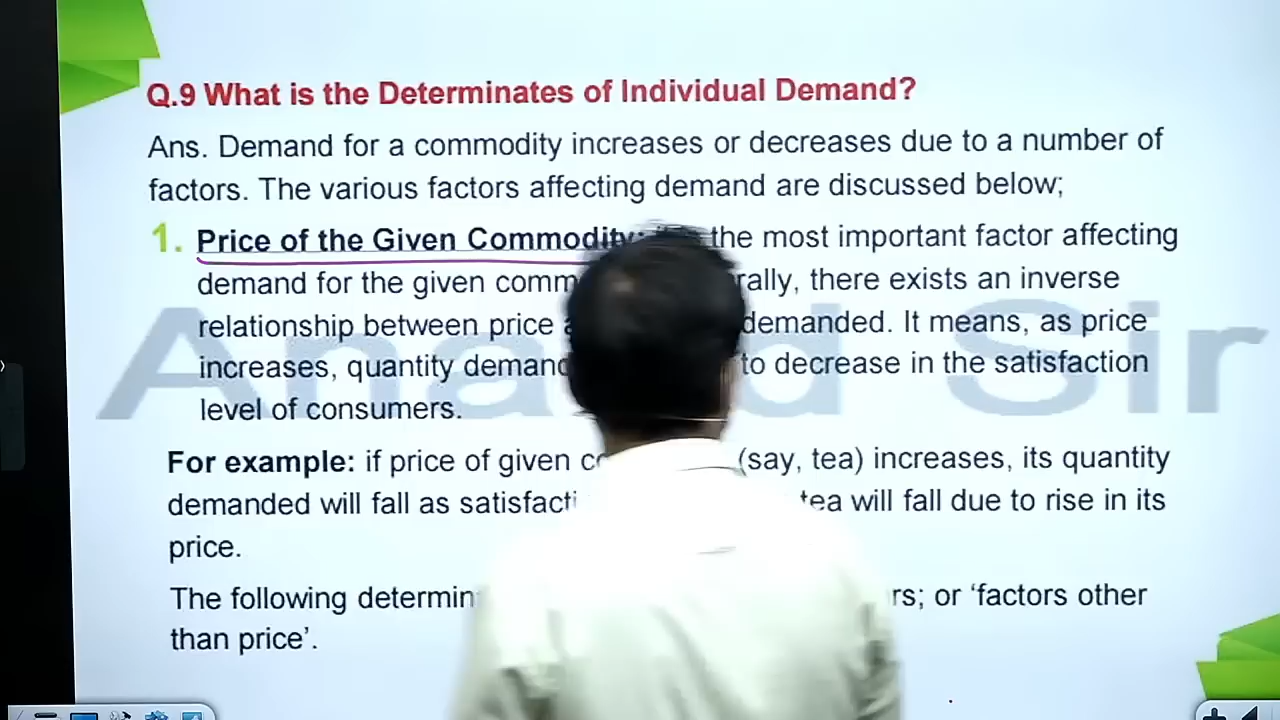 Q.9 What is the Determinates of Individual Demand?
Ans. Demand for a commodity increases or decreases due to a number of
factors. The various factors affecting demand are discussed below;
1. Price of the Given Commodity: the most important factor affecting
demand for the given there exists an inverse
relationship between price demanded. It means, as price
increases, quantity to decrease in the satisfaction
level of consumers.
For example: if price of given (say, tea) increases, its quantity
demanded will fall as tea will fall due to rise in its
price.
The following or ‘factors other
than price’.
Anand Sir